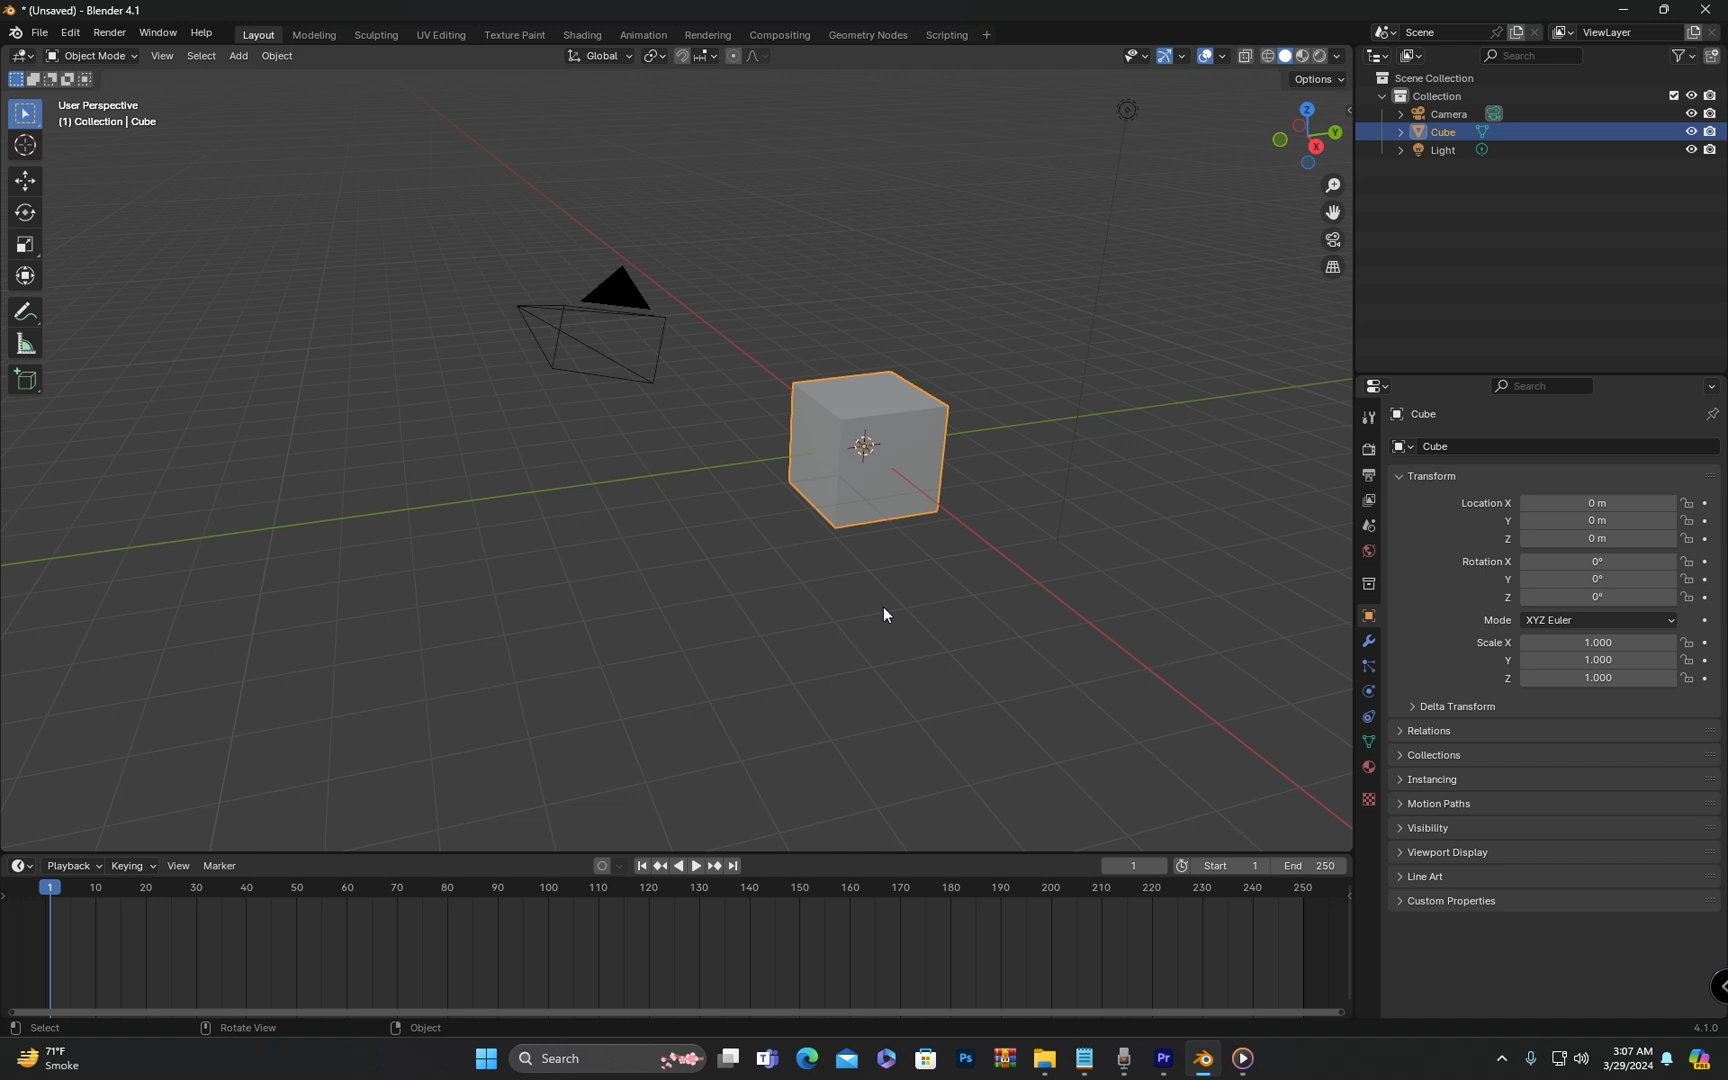 * (Unsaved) - Blender 4.1
File Edit Render Window Help Layout Modeling Sculpting UV Editing Texture Paint Shading Animation Rendering Compositing Geometry Nodes Scripting + Scene ViewLayer
Object Mode View Select Add Object Global Search
Options
User Perspective
(1) Collection | Cube
Z
Y
X
Scene Collection
Collection
Camera
Cube
Light
Search
Cube
Cube
Transform
Location X 0 m
Y 0 m
Z 0 m
Rotation X 0°
Y 0°
Z 0°
Mode XYZ Euler
Scale X 1.000
Y 1.000
Z 1.000
Delta Transform
Relations
Collections
Instancing
Motion Paths
Visibility
Viewport Display
Line Art
Custom Properties
Playback Keying View Marker 1 Start 1 End 250
1 10 20 30 40 50 60 70 80 90 100 110 120 130 140 150 160 170 180 190 200 210 220 230 240 250
Select Rotate View Object 4.1.0
71°F
Smoke
Search
Ps
Pr
3:07 AM
3/29/2024
PRE